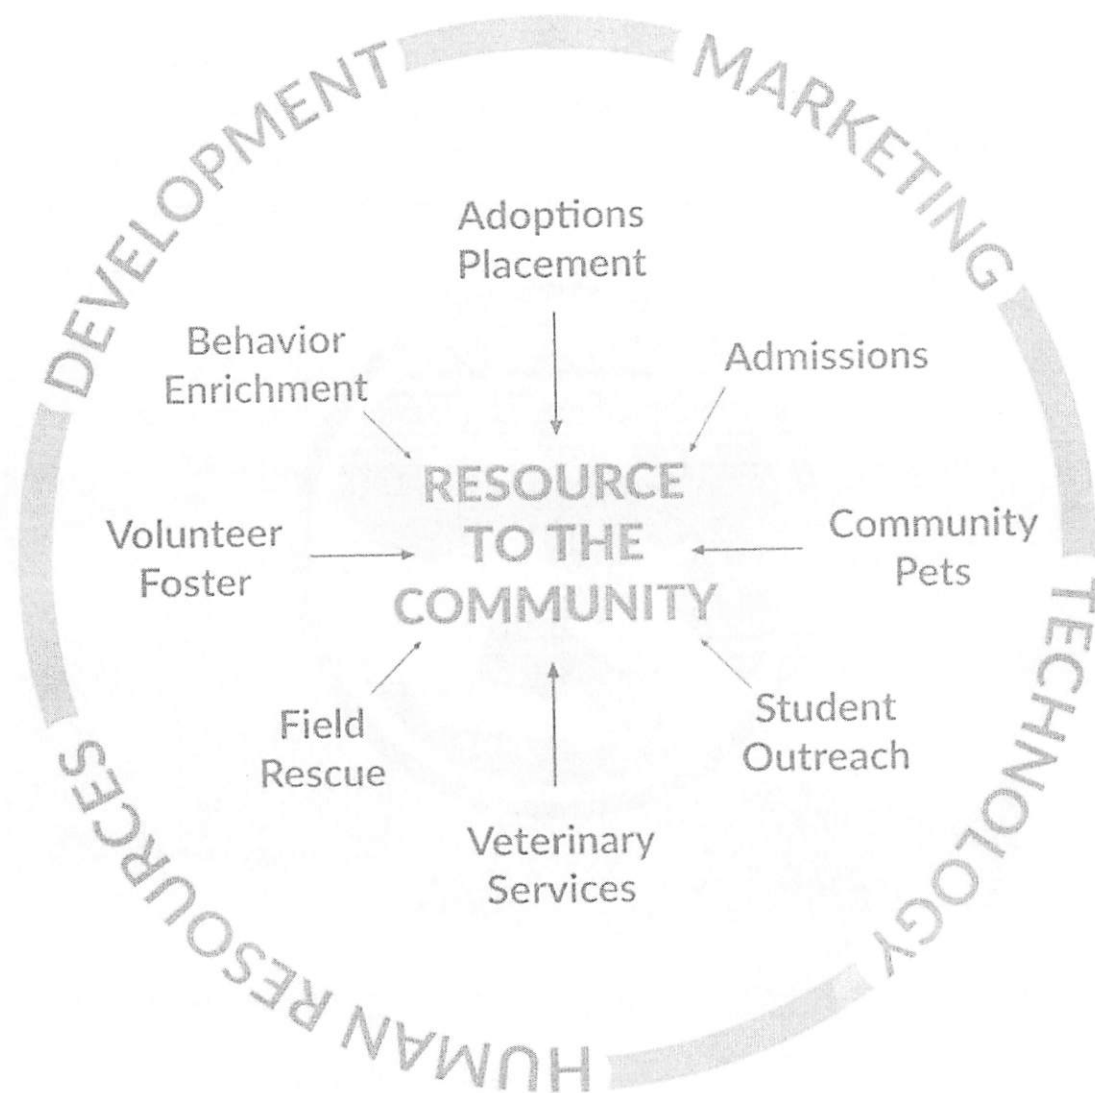 DEVELOPMENT
MARKETING
TECHNOLOGY
HUMAN RESOURCES
Adoptions
Placement
Behavior
Enrichment
Admissions
RESOURCE
TO THE
COMMUNITY
Volunteer
Foster
Community
Pets
Field
Rescue
Student
Outreach
Veterinary
Services